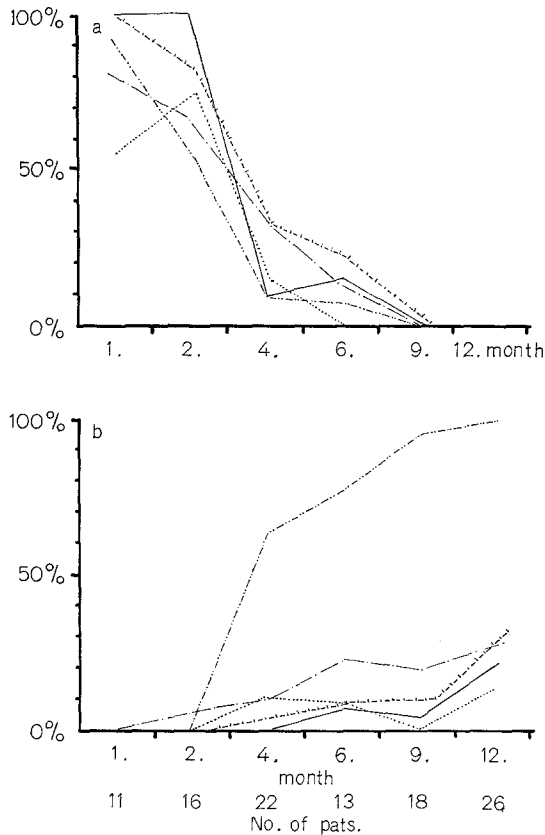 100%
a
50%
0%
1. 2. 4. 6. 9. 12. month
100%
b
50%
0%
1. 2. 4. 6. 9. 12.
month
11 16 22 13 18 26
No. of pats.